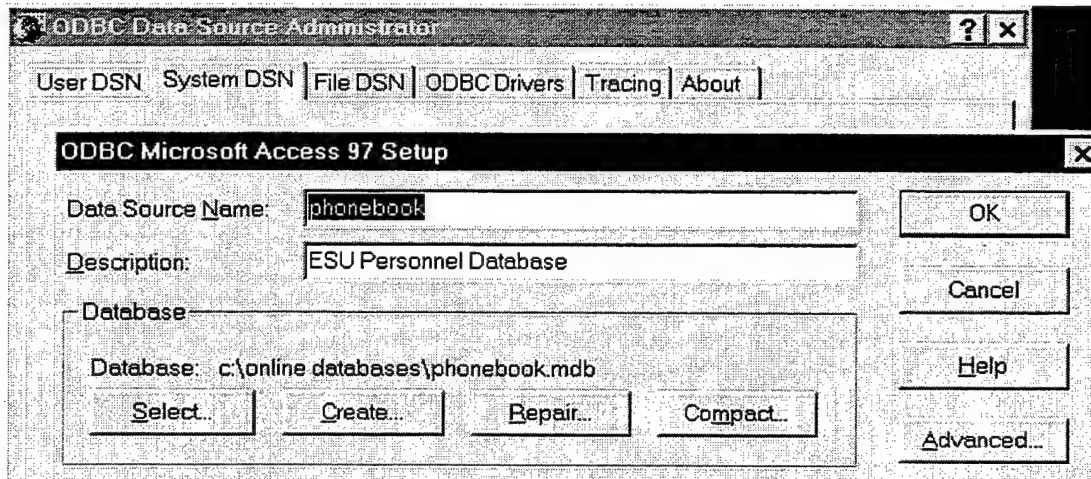 ODBC Data Source Administrator ? ×
User DSN System DSN File DSN ODBC Drivers Tracing About
ODBC Microsoft Access 97 Setup ×
Data Source Name: phonebook OK
Description: ESU Personnel Database
Cancel
Database
Database: c:\online databases\phonebook.mdb
Help
Select... Create... Repair... Compact...
Advanced...